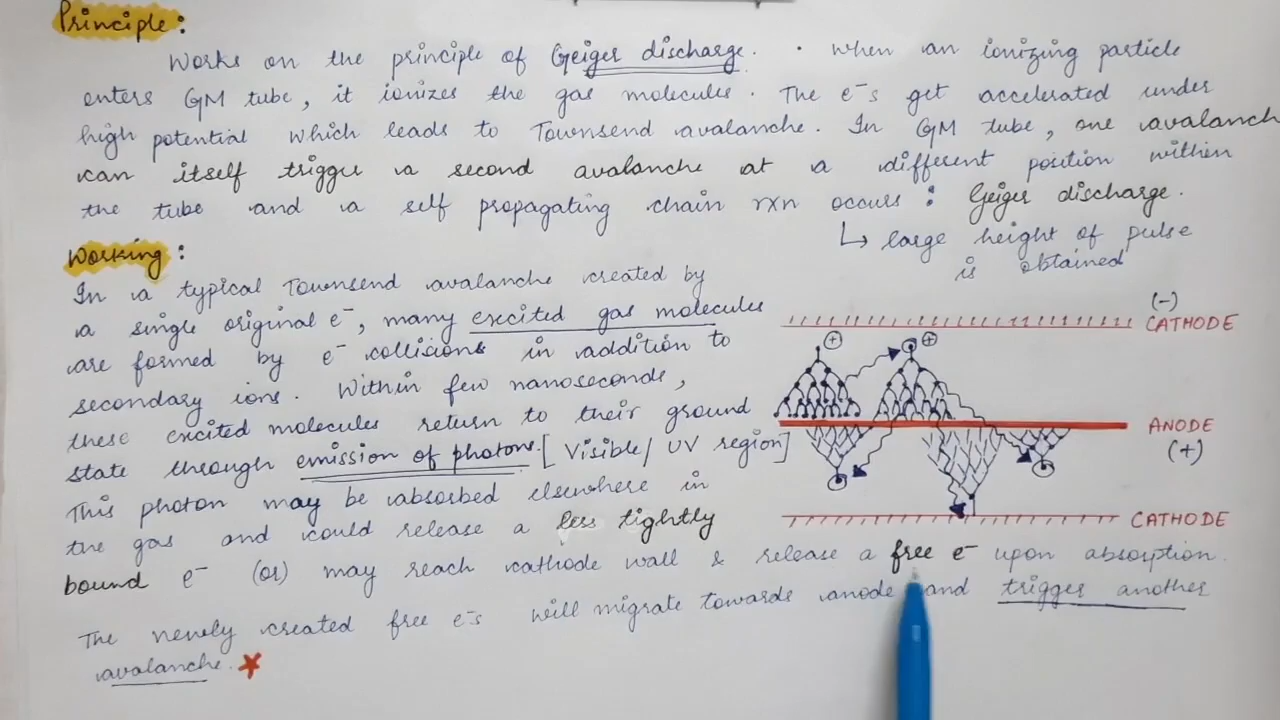 Principle:
Works on the principle of Geiger discharge. · When an ionizing particle
enters GM tube, it ionizes the gas molecules. The e⁻s get accelerated under
high potential which leads to Townsend avalanche. In GM tube, one avalanch
can itself trigger a second avalanche at a different position within
the tube and a self propagating chain rxn occurs : Geiger discharge.
↳ large height of pulse
is obtained
Working:
In a typical Townsend avalanche created by
a single original e⁻, many excited gas molecules
are formed by e⁻ collisions in addition to
secondary ions. Within few nanoseconds,
these excited molecules return to their ground
state through emission of photons. [Visible/ UV region]
This photon may be absorbed elsewhere in
the gas and could release a less tightly
bound e⁻ (or) may reach cathode wall & release a free e⁻ upon absorption.
The newly created free e⁻s will migrate towards anode and trigger another
avalanche.
(-)
CATHODE
+ +
ANODE
(+)
CATHODE